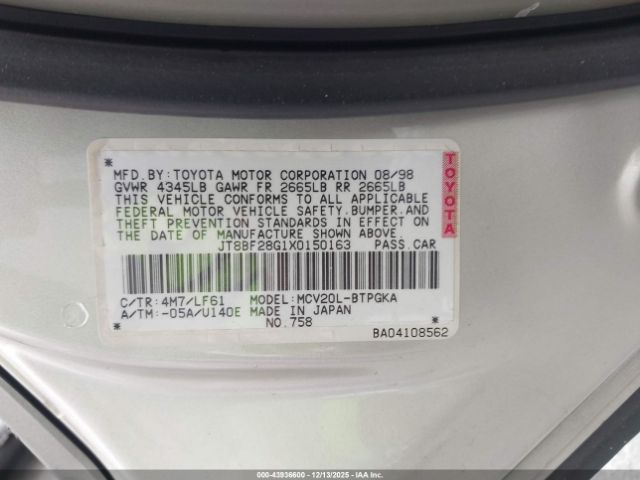 MFD.BY:TOYOTA MOTOR CORPORATION 08/98
GVWR 4345LB GAWR FR 2665LB RR 2665LB
THIS VEHICLE CONFORMS TO ALL APPLICABLE
FEDERAL MOTOR VEHICLE SAFETY.BUMPER.AND
THEFT PREVENTION STANDARDS IN EFFECT ON
THE DATE OF MANUFACTURE SHOWN ABOVE.
JT8BF28G1X0150163 PASS.CAR
TOYOTA
C/TR:4M7/LF61 MODEL:MCV20L-BTPGKA
A/TM:-05A/U140E MADE IN JAPAN
NO.758
BA04108562
000-43936600 - 12/13/2025 - IAAI.COM